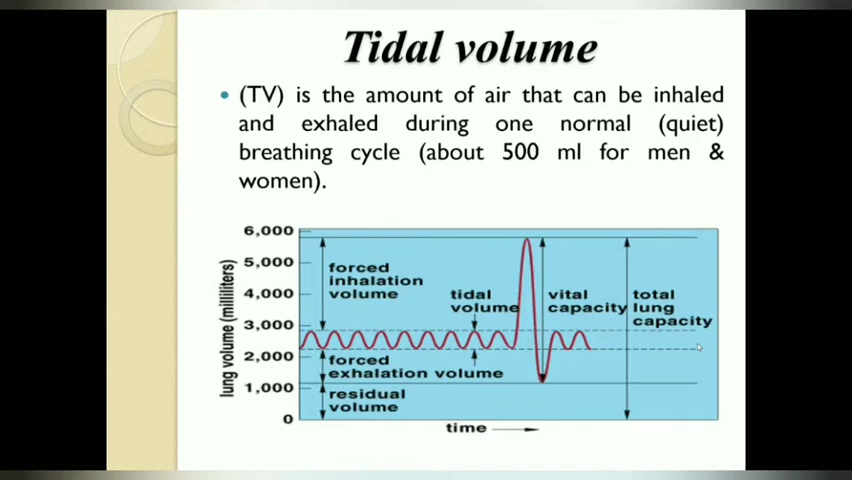 Tidal volume
(TV) is the amount of air that can be inhaled
and exhaled during one normal (quiet)
breathing cycle (about 500 ml for men &
women).
6,000
5,000
4,000
3,000
2,000
1,000
0
lung volume (milliliters)
forced
inhalation
volume
tidal
volume
vital
capacity
total
lung
capacity
forced
exhalation volume
residual
volume
time